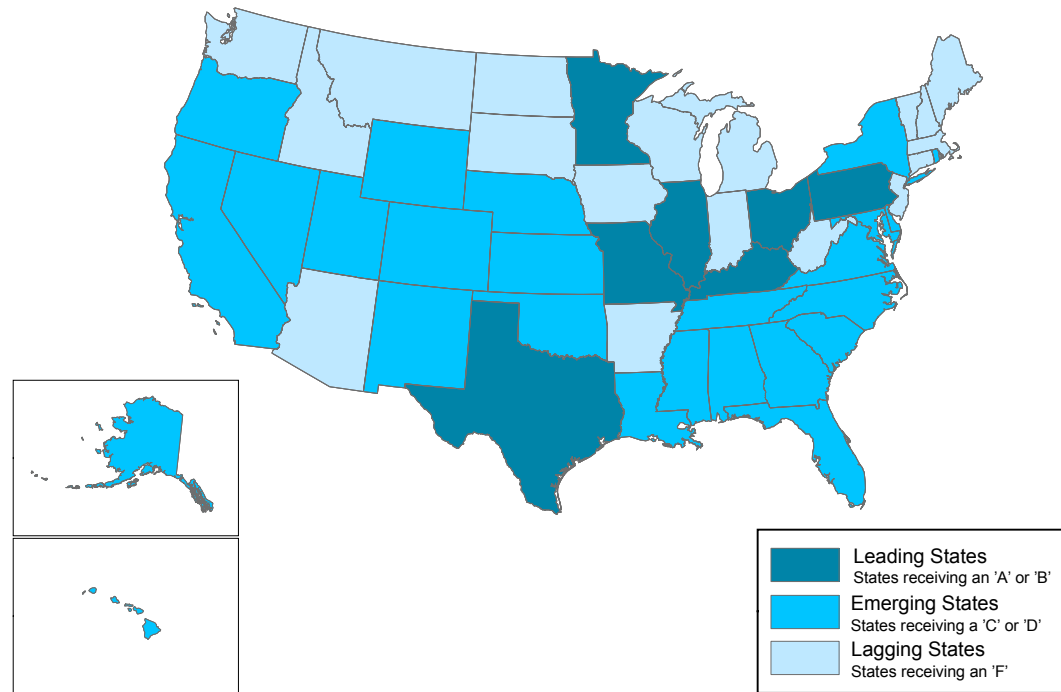 Leading States
States receiving an 'A' or 'B'
Emerging States
States receiving a 'C' or 'D'
Lagging States
States receiving an 'F'